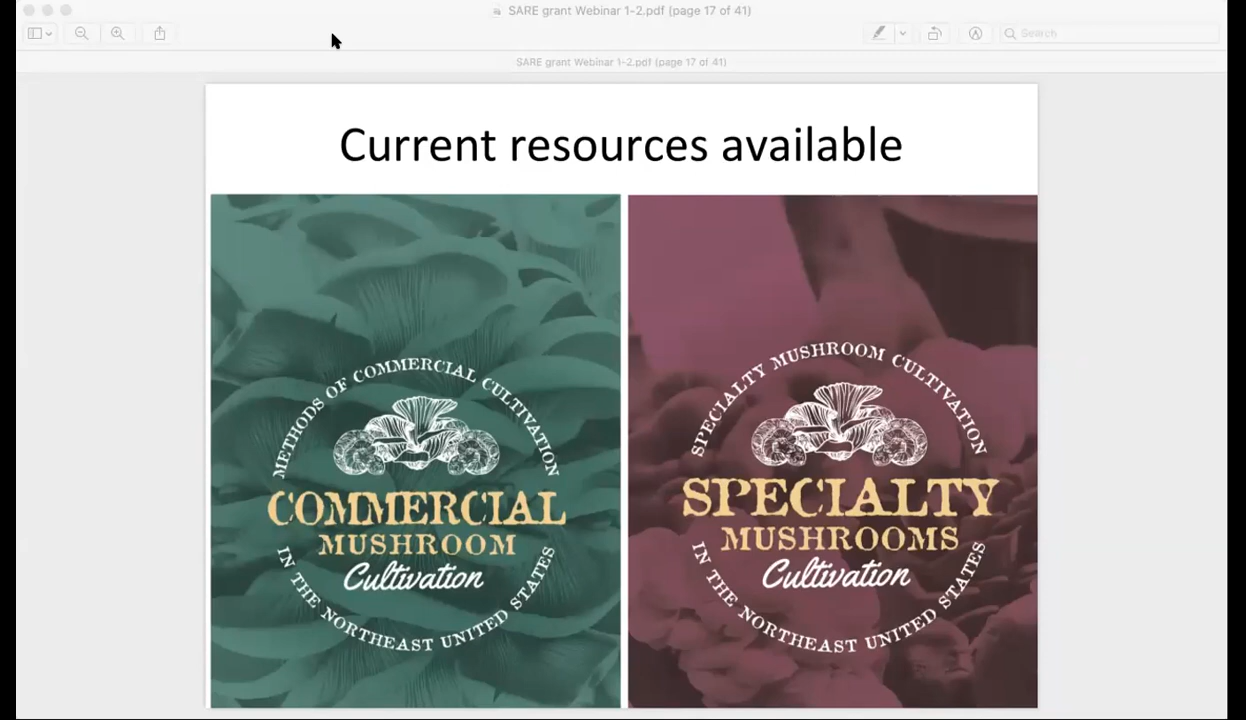 SARE grant Webinar 1-2.pdf (page 17 of 41)
Search
SARE grant Webinar 1-2.pdf (page 17 of 41)
Current resources available
METHODS OF COMMERCIAL CULTIVATION
COMMERCIAL
MUSHROOM
Cultivation
IN THE NORTHEAST UNITED STATES
SPECIALTY MUSHROOM CULTIVATION
SPECIALTY
MUSHROOMS
Cultivation
IN THE NORTHEAST UNITED STATES